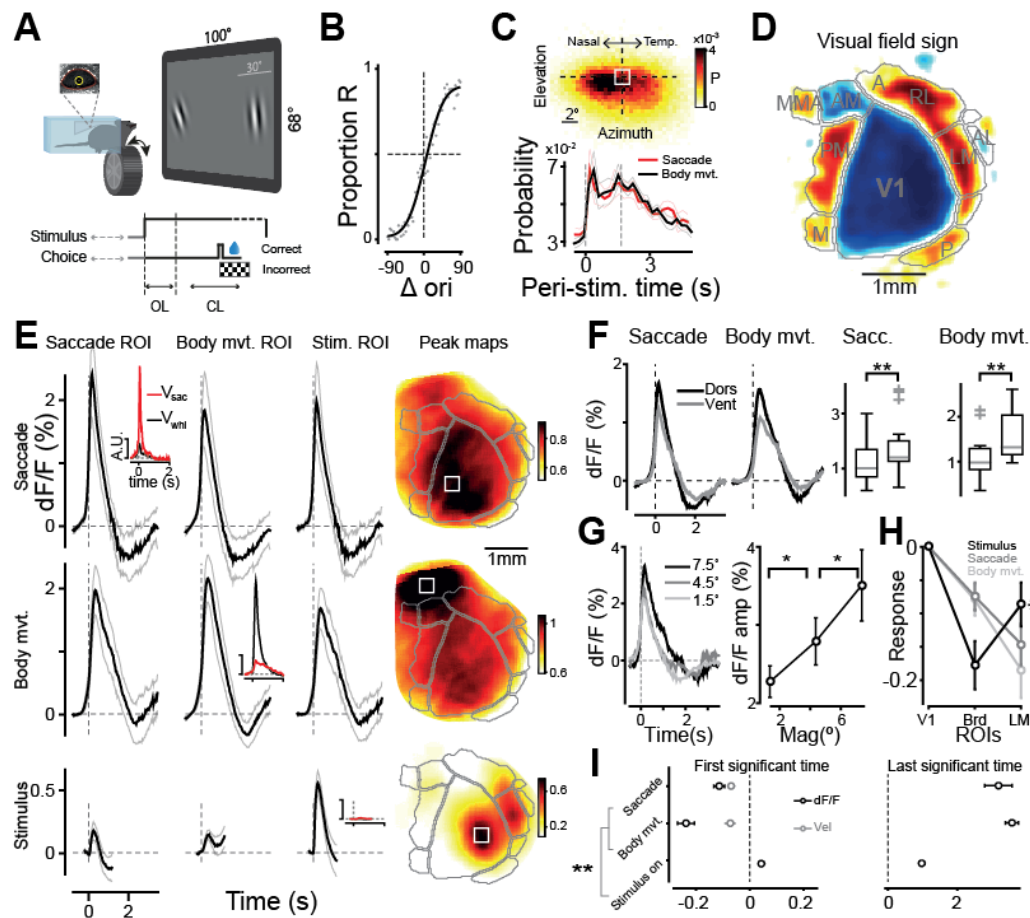 A
100°
30°
68°
Stimulus
Choice
Correct
Incorrect
OL
CL
B
Proportion R
1
0
-90
0
90
Δ ori
C
Nasal
Temp.
Elevation
2°
Azimuth
×10⁻³
4
P
0
7×10⁻²
Probability
3
Saccade
Body mvt.
0
3
Peri-stim. time (s)
D
Visual field sign
MMA
AM
A
RL
AL
PM
LM
V1
M
P
1mm
E
Saccade ROI
Body mvt. ROI
Stim. ROI
Peak maps
Saccade
dF/F (%)
2
1
0
Vsac
Vwhl
A.U.
0
2
time (s)
0.8
0.6
1mm
Body mvt.
2
1
0
1
0.6
Stimulus
0.5
0
0.6
0.2
0
2
Time (s)
F
Saccade
Body mvt.
Sacc.
Body mvt.
dF/F (%)
2
1
0
Dors
Vent
0
2
3
1
**
2
1
**
G
dF/F (%)
4
2
0
7.5°
4.5°
1.5°
0
2
Time(s)
dF/F amp (%)
4
2
*
*
2
4
6
Mag(º)
H
Stimulus
Saccade
Body mvt.
Response
0
-0.2
V1
Brd
LM
ROIs
I
First significant time
Last significant time
Saccade
Body mvt.
Stimulus on
**
dF/F
Vel
-0.2
0
0.2
0
2